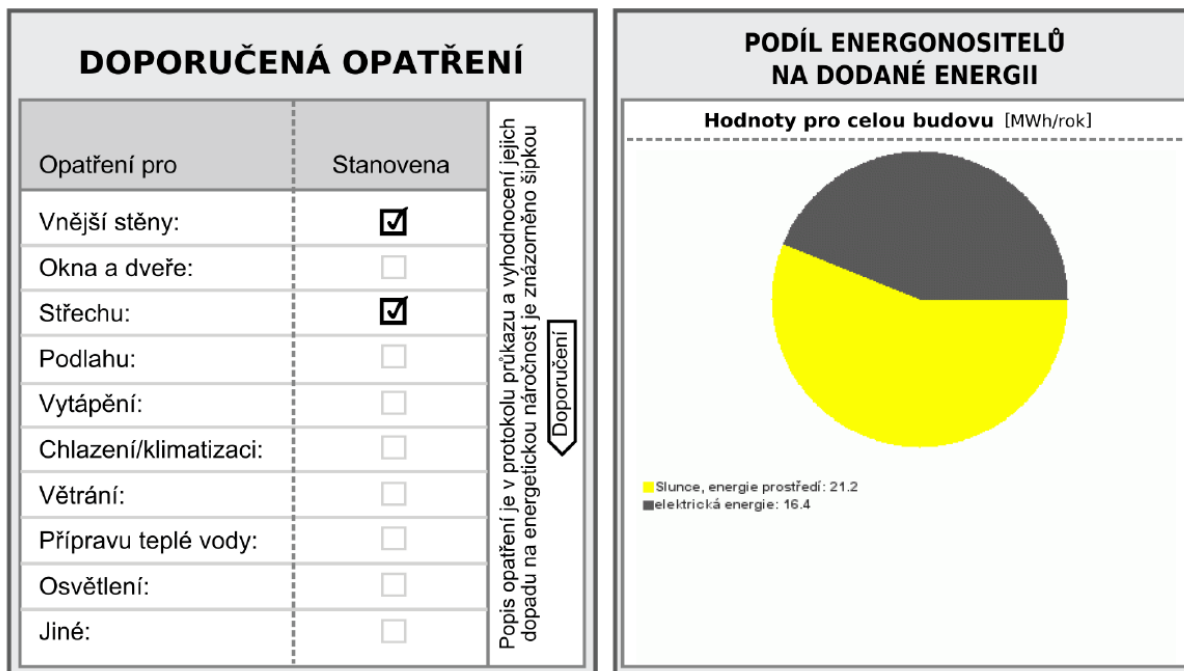 DOPORUČENÁ OPATŘENÍ
Opatření pro
Stanovena
Vnější stěny:
Okna a dveře:
Střechu:
Podlahu:
Vytápění:
Chlazení/klimatizaci:
Větrání:
Přípravu teplé vody:
Osvětlení:
Jiné:
Popis opatření je v protokolu průkazu a vyhodnocení jejich
dopadu na energetickou náročnost je znázorněno šipkou
Doporučení
PODÍL ENERGONOSITELŮ
NA DODANÉ ENERGII
Hodnoty pro celou budovu [MWh/rok]
Slunce, energie prostředí: 21.2
elektrická energie: 16.4